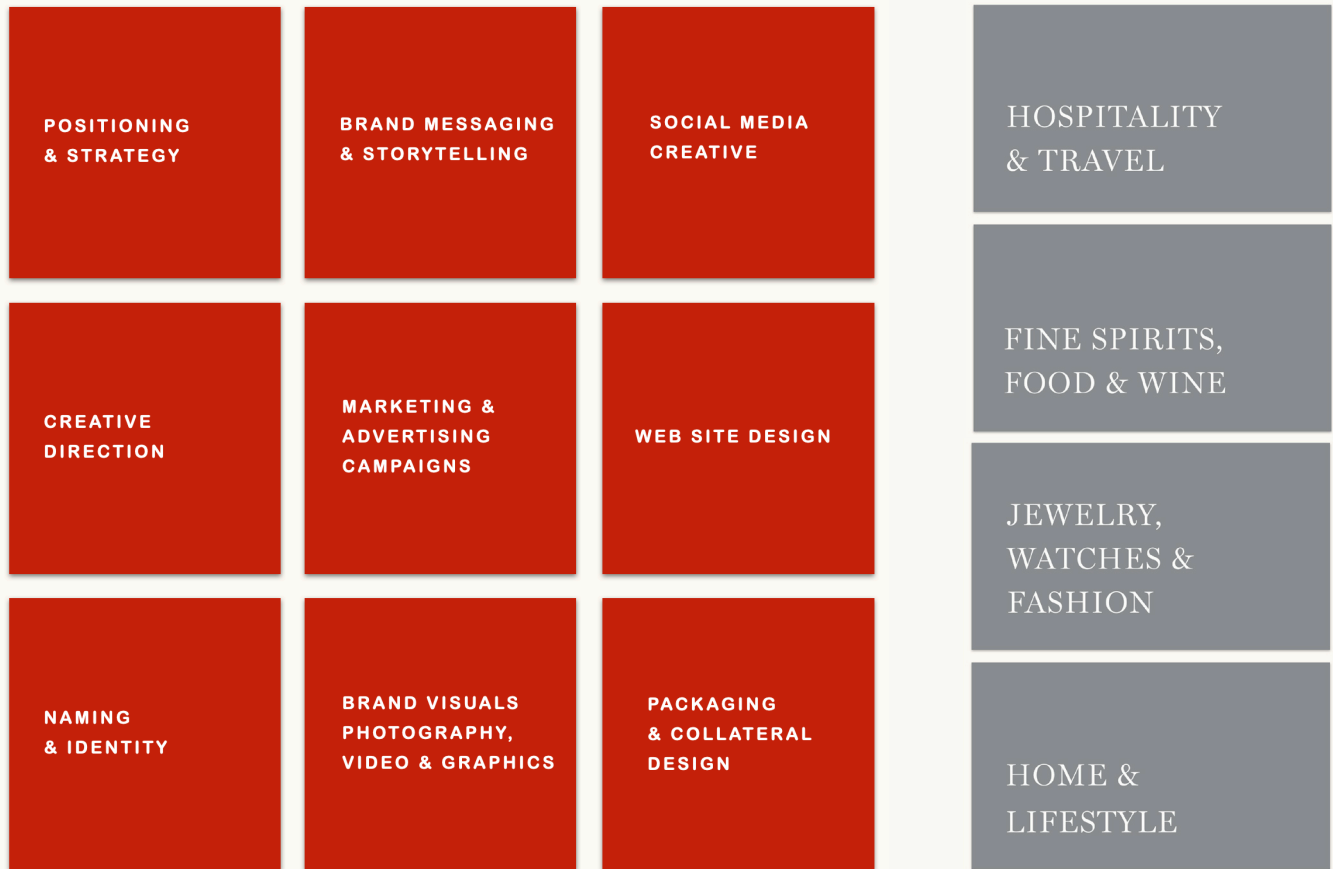 POSITIONING
& STRATEGY
BRAND MESSAGING
& STORYTELLING
SOCIAL MEDIA
CREATIVE
CREATIVE
DIRECTION
MARKETING &
ADVERTISING
CAMPAIGNS
WEB SITE DESIGN
NAMING
& IDENTITY
BRAND VISUALS
PHOTOGRAPHY,
VIDEO & GRAPHICS
PACKAGING
& COLLATERAL
DESIGN
HOSPITALITY
& TRAVEL
FINE SPIRITS,
FOOD & WINE
JEWELRY,
WATCHES &
FASHION
HOME &
LIFESTYLE